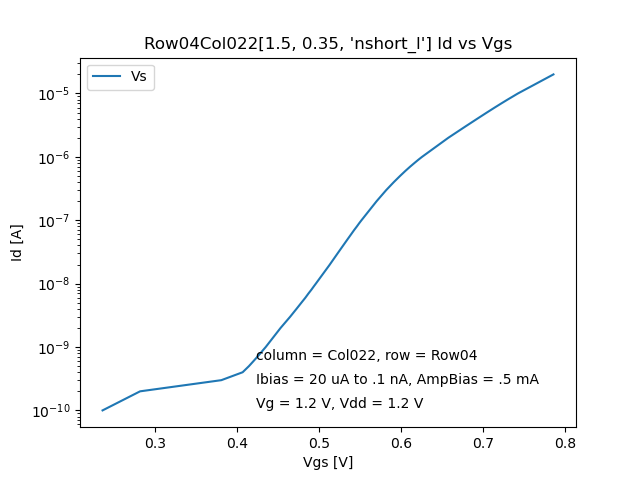 Row04Col022[1.5, 0.35, 'nshort_l'] Id vs Vgs
Vs
10⁻⁵
10⁻⁶
10⁻⁷
10⁻⁸
10⁻⁹
10⁻¹⁰
Id [A]
column = Col022, row = Row04
Ibias = 20 uA to .1 nA, AmpBias = .5 mA
Vg = 1.2 V, Vdd = 1.2 V
0.3 0.4 0.5 0.6 0.7 0.8
Vgs [V]